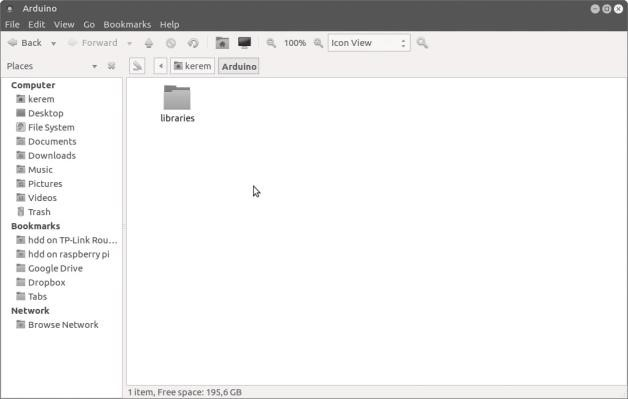 Arduino
File Edit View Go Bookmarks Help
Back Forward 100% Icon View
Places kerem Arduino
Computer
kerem
Desktop
File System
Documents
Downloads
Music
Pictures
Videos
Trash
Bookmarks
hdd on TP-Link Rou...
hdd on raspberry pi
Google Drive
Dropbox
Tabs
Network
Browse Network
libraries
1 item, Free space: 195,6 GB